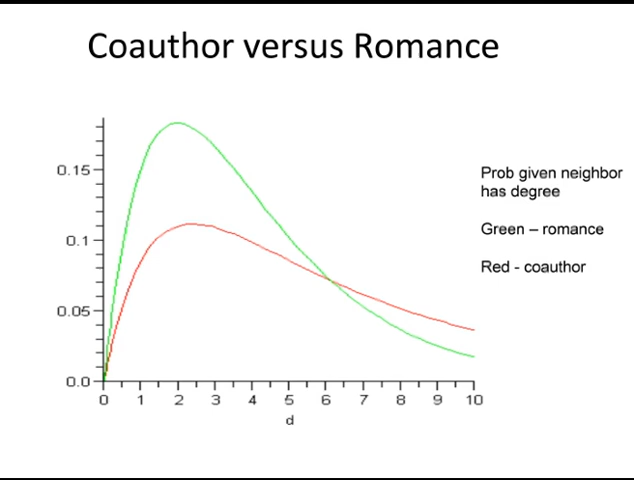 Coauthor versus Romance
0.15
0.1
0.05
0.0
0 1 2 3 4 5 6 7 8 9 10
d
Prob given neighbor
has degree
Green – romance
Red - coauthor